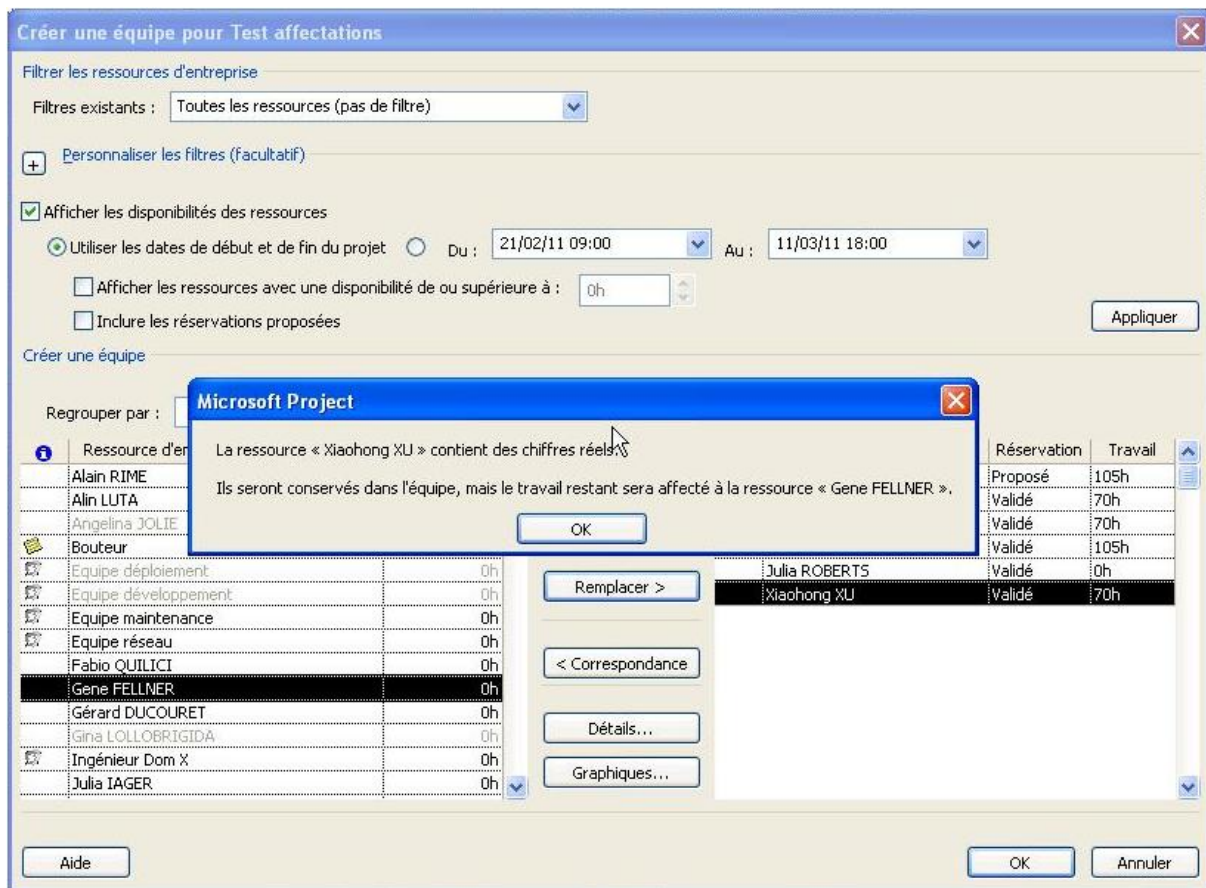 Créer une équipe pour Test affectations
Filtrer les ressources d'entreprise
Filtres existants : Toutes les ressources (pas de filtre)
+ Personnaliser les filtres (facultatif)
Afficher les disponibilités des ressources
Utiliser les dates de début et de fin du projet Du : 21/02/11 09:00 Au : 11/03/11 18:00
Afficher les ressources avec une disponibilité de ou supérieure à : 0h
Inclure les réservations proposées
Appliquer
Créer une équipe
Regrouper par :
Microsoft Project
La ressource « Xiaohong XU » contient des chiffres réels.
Ils seront conservés dans l'équipe, mais le travail restant sera affecté à la ressource « Gene FELLNER ».
OK
Ressource d'en
Alain RIME
Alin LUTA
Angelina JOLIE
Bouteur
Equipe déploiement 0h
Equipe développement 0h
Equipe maintenance 0h
Equipe réseau 0h
Fabio QUILICI 0h
Gene FELLNER 0h
Gérard DUCOURET 0h
Gina LOLLOBRIGIDA 0h
Ingénieur Dom X 0h
Julia IAGER 0h
Remplacer >
< Correspondance
Détails...
Graphiques...
Réservation Travail
Proposé 105h
Validé 70h
Validé 70h
Validé 105h
Julia ROBERTS Validé 0h
Xiaohong XU Validé 70h
Aide
OK
Annuler